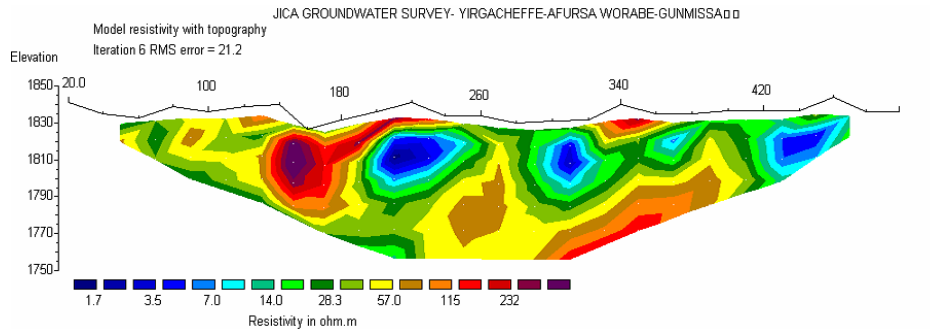 JICA GROUNDWATER SURVEY- YIRGACHEFFE-AFURSA WORABE-GUNMISSA□□
Model resistivity with topography
Iteration 6 RMS error = 21.2
Elevation
1850
20.0
100
180
260
340
420
1830
1810
1790
1770
1750
1.7 3.5 7.0 14.0 28.3 57.0 115 232
Resistivity in ohm.m